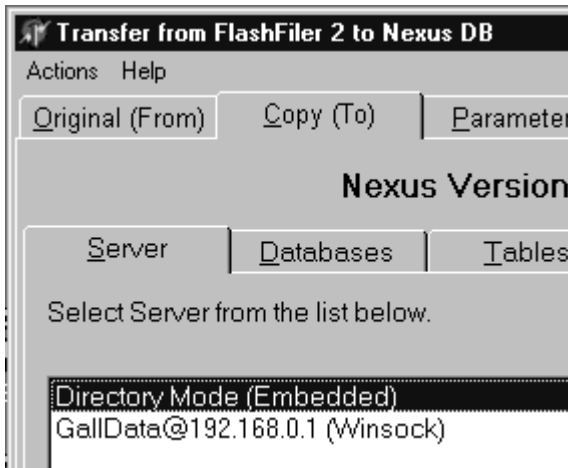 Transfer from FlashFiler 2 to Nexus DB
Actions Help
Original (From) Copy (To) Parameter
Nexus Version
Server Databases Tables
Select Server from the list below.
Directory Mode (Embedded)
GallData@192.168.0.1 (Winsock)